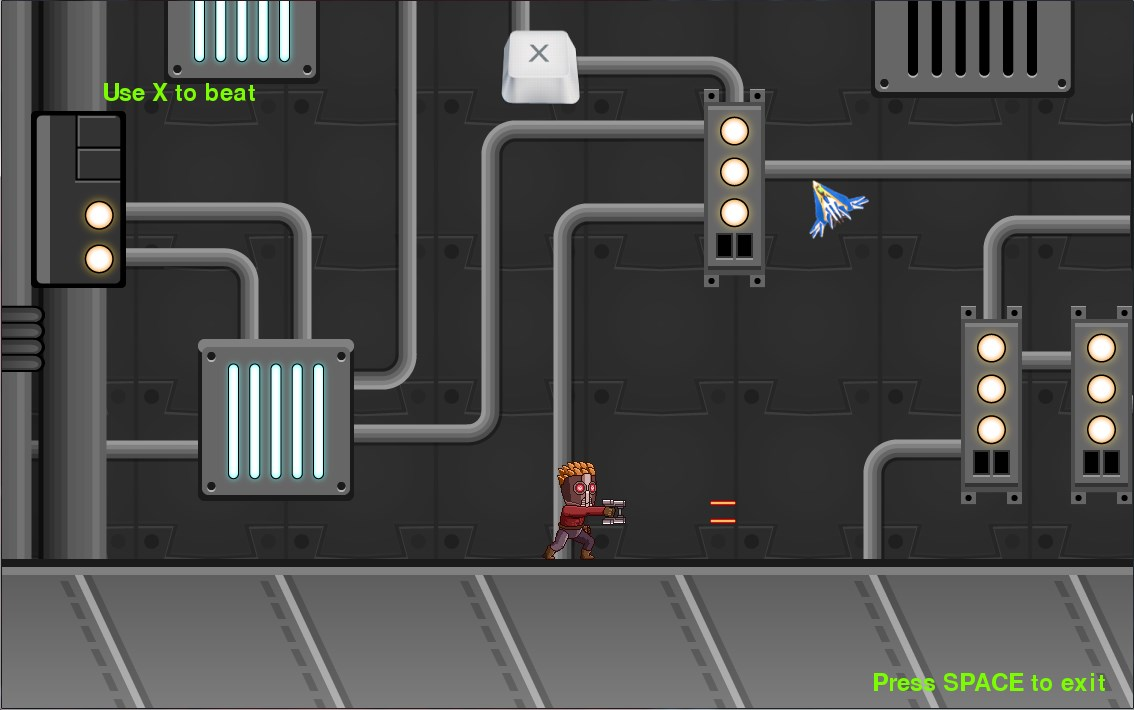 X
Use X to beat
Press SPACE to exit